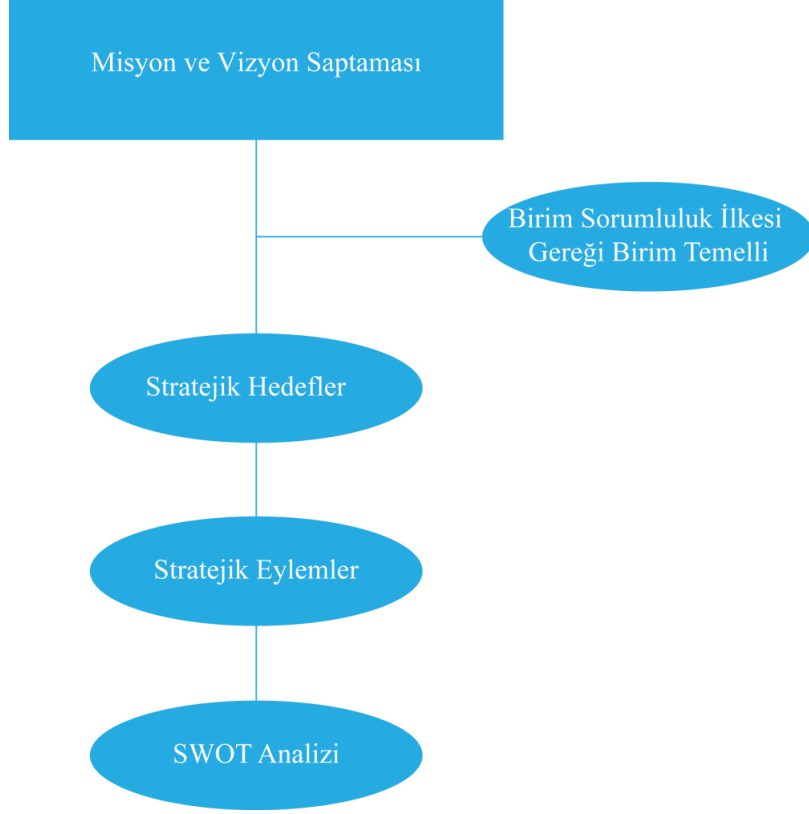 Misyon ve Vizyon Saptaması
Birim Sorumluluk İlkesi
Gereği Birim Temelli
Stratejik Hedefler
Stratejik Eylemler
SWOT Analizi